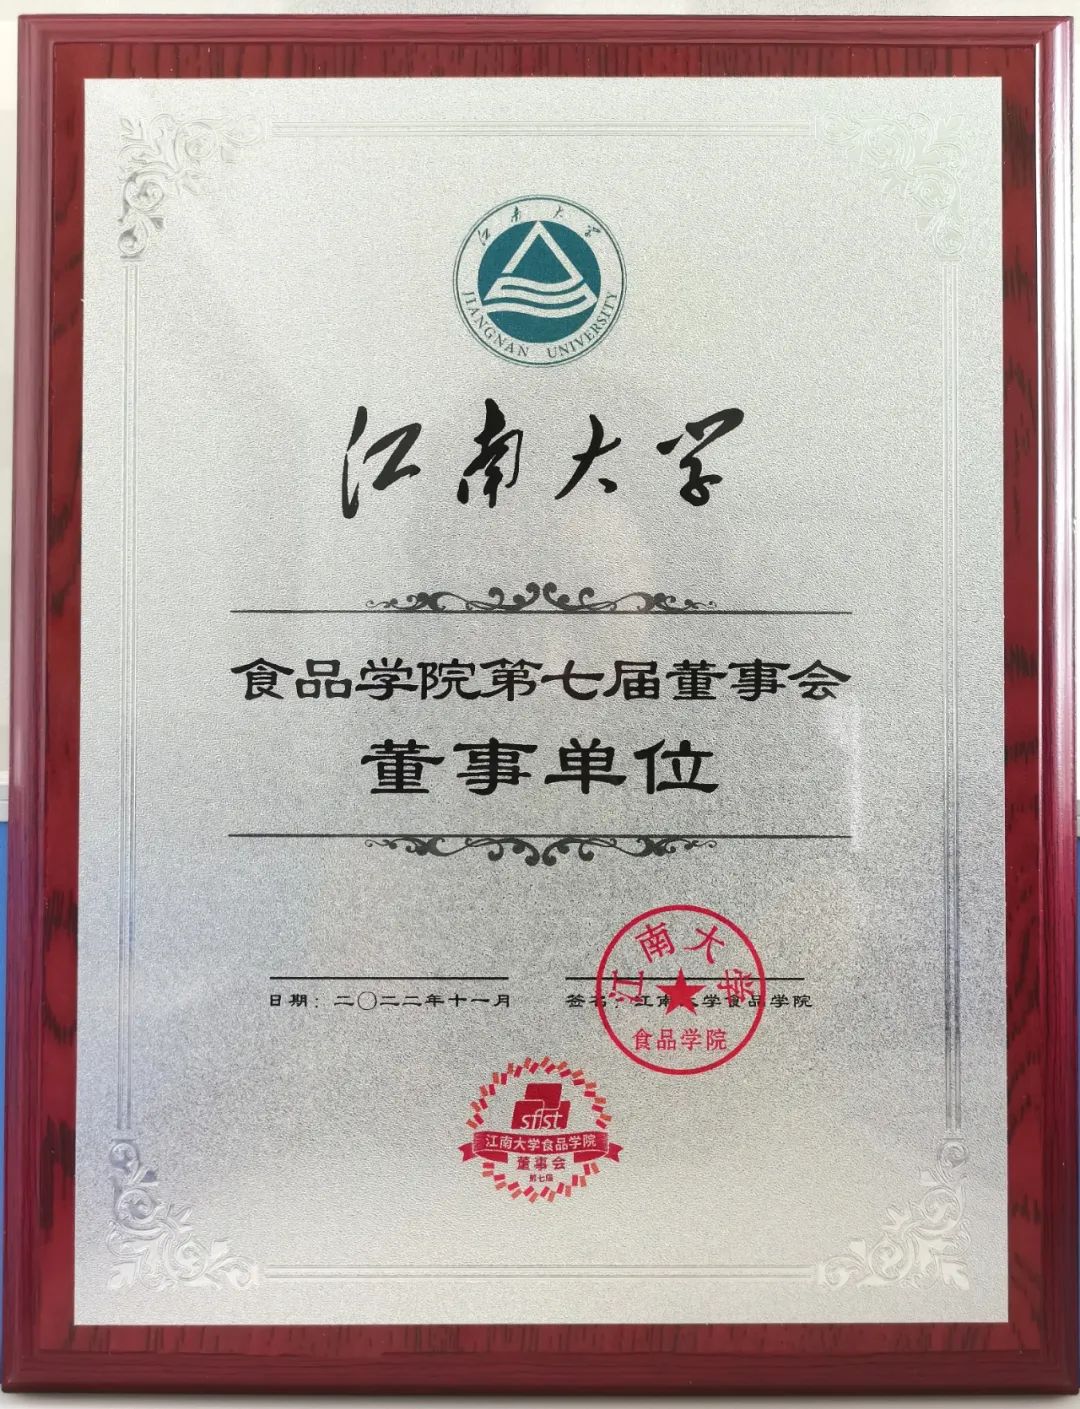 江南大学
JIANGNAN UNIVERSITY
江南大学
食品学院第七届董事会
董事单位
日期：二〇二二年十一月
签名：江南大学食品学院
江南大学
食品学院
sfist
江南大学食品学院
董事会
第七届